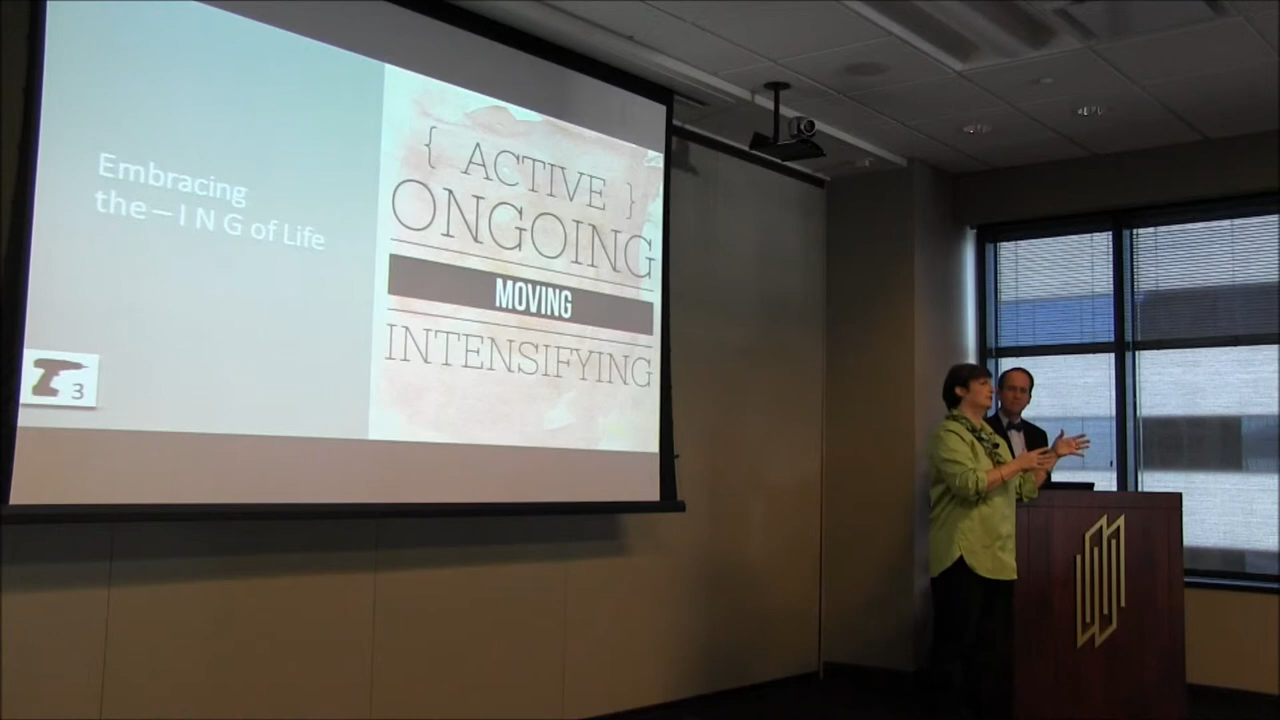 Embracing
the – I N G of Life
3
{ ACTIVE }
ONGOING
MOVING
INTENSIFYING